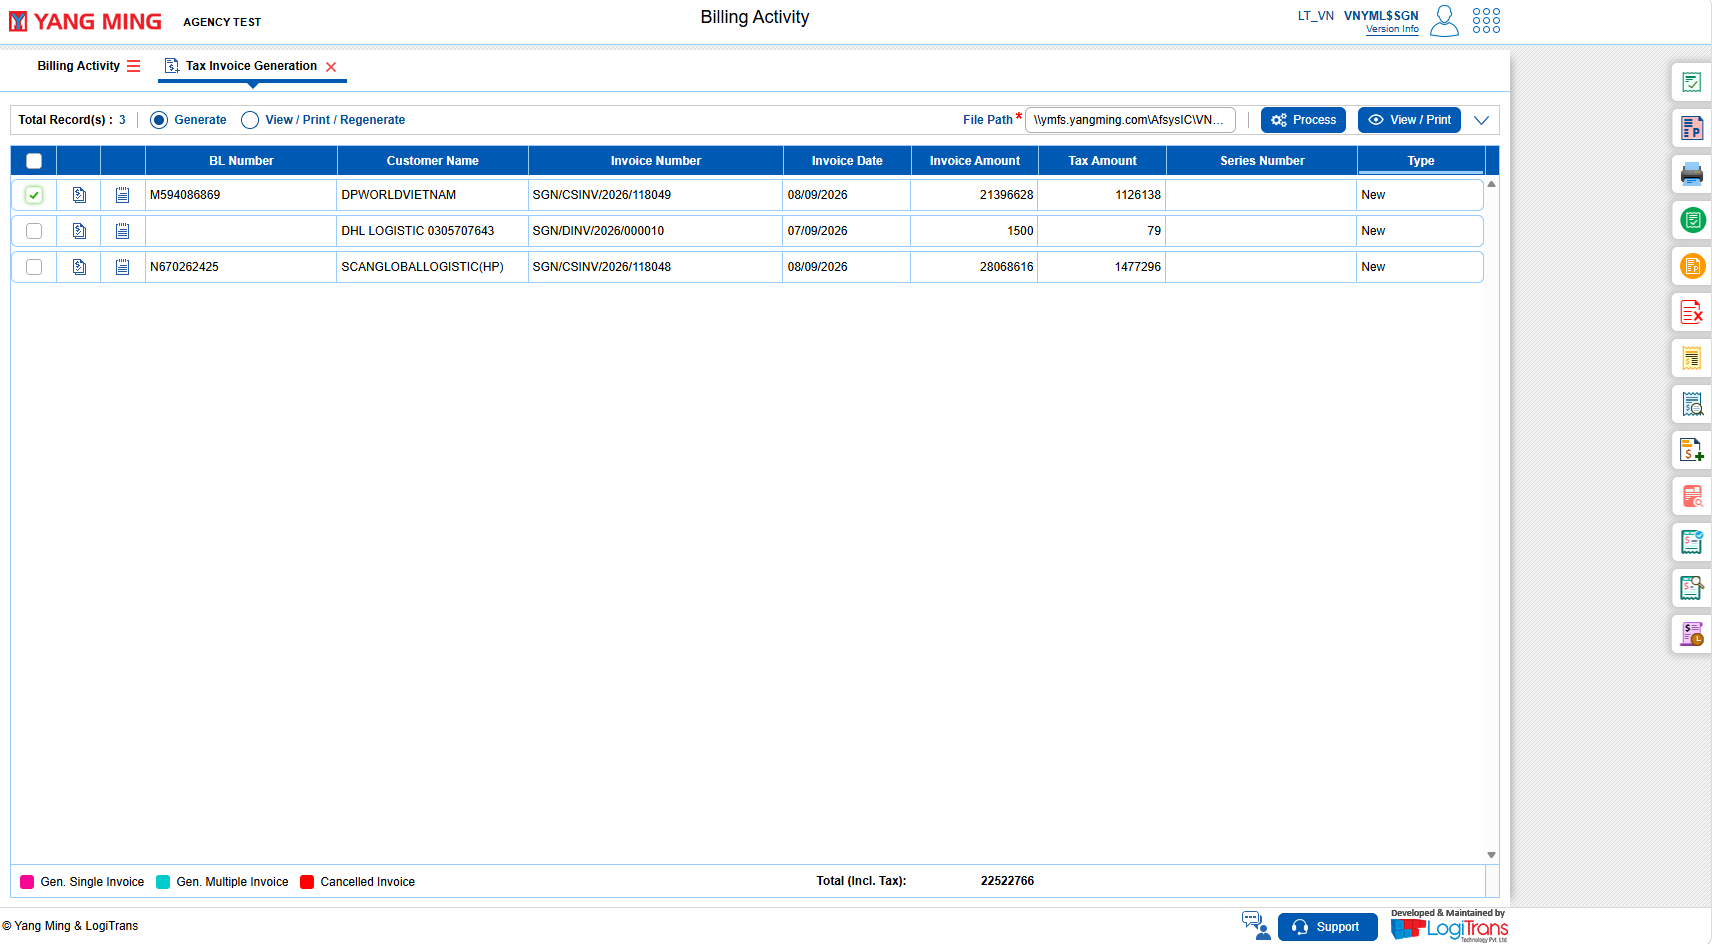 YANG MING AGENCY TEST
Billing Activity
LT_VN VNYML$SGN
Version Info
Billing Activity
Tax Invoice Generation
Total Record(s) : 3 Generate View / Print / Regenerate File Path* \\ymfs.yangming.com\AfsysIC\VN... Process View / Print
BL Number Customer Name Invoice Number Invoice Date Invoice Amount Tax Amount Series Number Type
M594086869 DPWORLDVIETNAM SGN/CSINV/2026/118049 08/09/2026 21396628 1126138 New
DHL LOGISTIC 0305707643 SGN/DINV/2026/000010 07/09/2026 1500 79 New
N670262425 SCANGLOBALLOGISTIC(HP) SGN/CSINV/2026/118048 08/09/2026 28068616 1477296 New
Gen. Single Invoice Gen. Multiple Invoice Cancelled Invoice Total (Incl. Tax): 22522766
© Yang Ming & LogiTrans
Support
Developed & Maintained by
LogiTrans
Technology Pvt. Ltd.